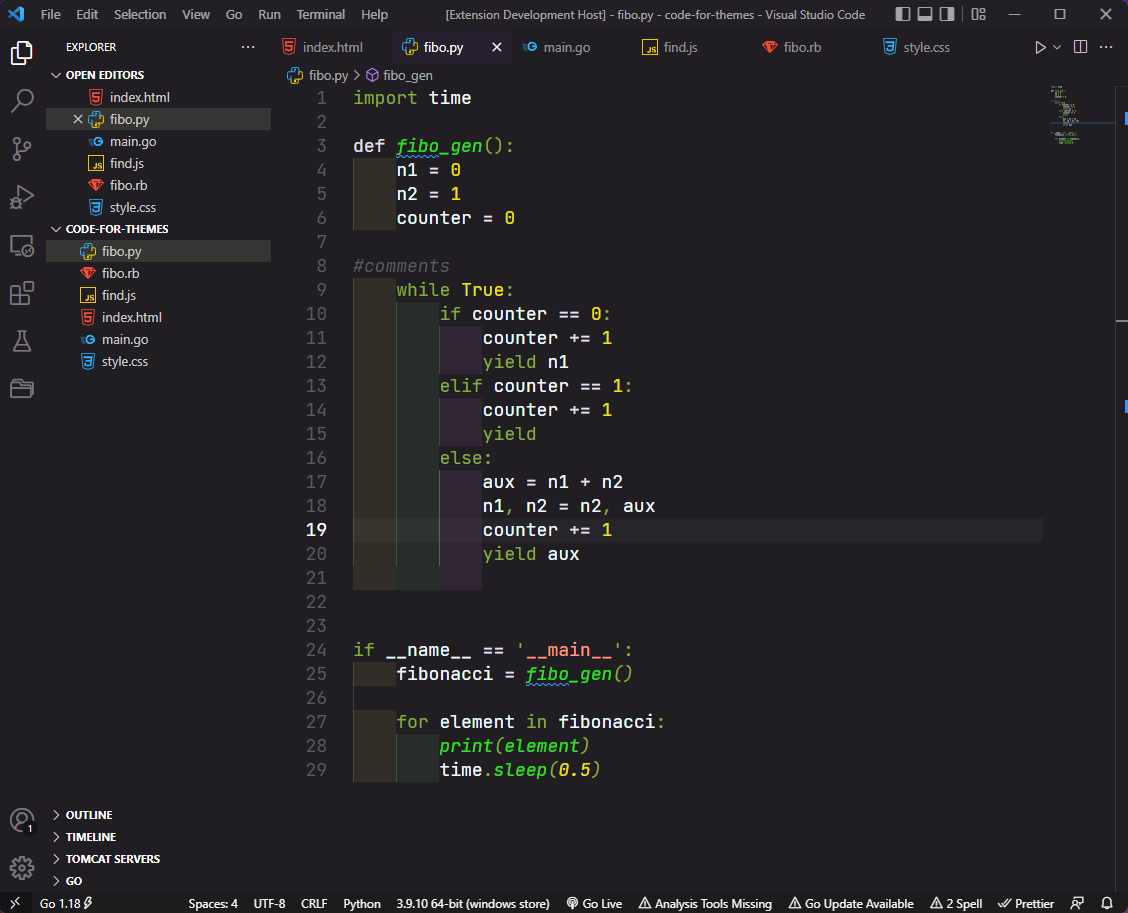 File Edit Selection View Go Run Terminal Help [Extension Development Host] - fibo.py - code-for-themes - Visual Studio Code
EXPLORER
index.html fibo.py main.go find.js fibo.rb style.css
OPEN EDITORS
index.html
fibo.py
main.go
find.js
fibo.rb
style.css
CODE-FOR-THEMES
fibo.py
fibo.rb
find.js
index.html
main.go
style.css
1
OUTLINE
TIMELINE
TOMCAT SERVERS
GO
fibo.py > fibo_gen
1 import time
2
3 def fibo_gen():
4 n1 = 0
5 n2 = 1
6 counter = 0
7
8 #comments
9 while True:
10 if counter == 0:
11 counter += 1
12 yield n1
13 elif counter == 1:
14 counter += 1
15 yield
16 else:
17 aux = n1 + n2
18 n1, n2 = n2, aux
19 counter += 1
20 yield aux
21
22
23
24 if __name__ == '__main__':
25 fibonacci = fibo_gen()
26
27 for element in fibonacci:
28 print(element)
29 time.sleep(0.5)
Go 1.18 Spaces: 4 UTF-8 CRLF Python 3.9.10 64-bit (windows store) Go Live Analysis Tools Missing Go Update Available 2 Spell Prettier